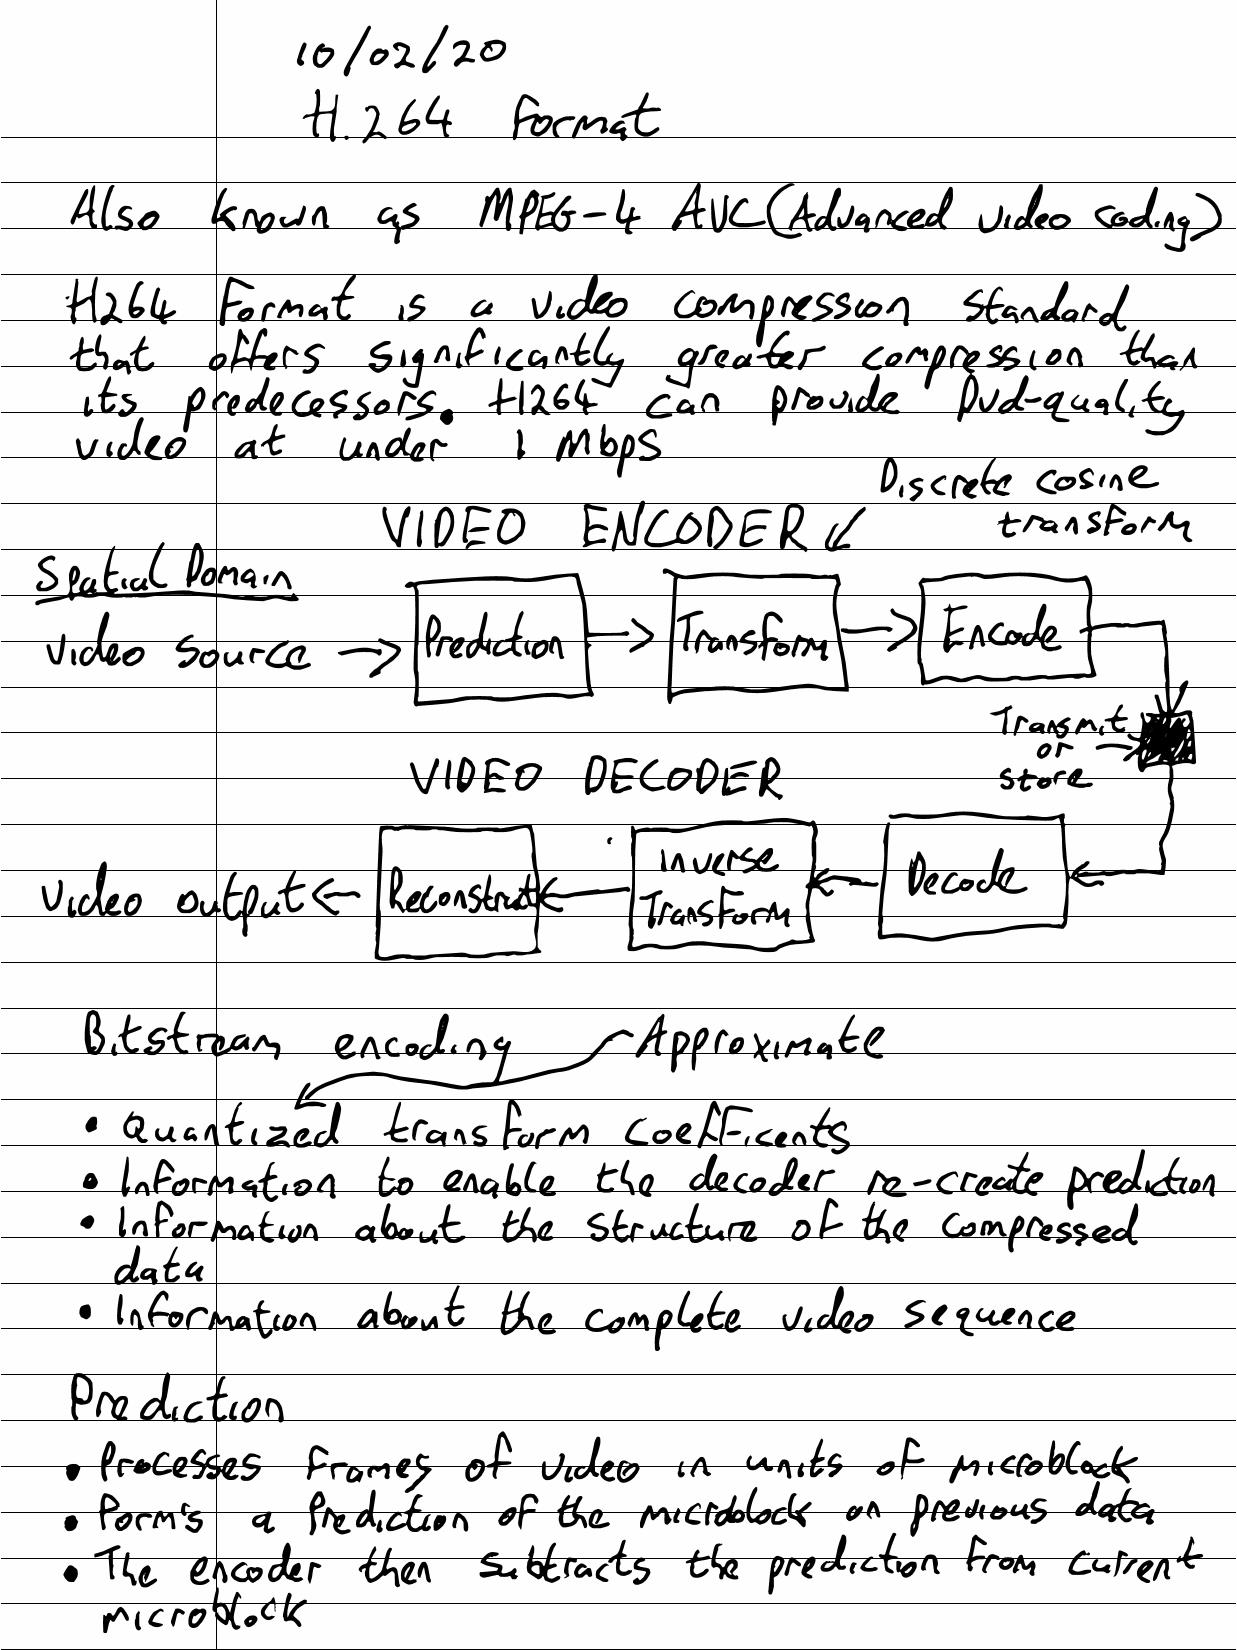 10/02/20
H.264 Format
Also known as MPEG-4 AVC (Advanced video coding)
H264 Format is a video compression standard
that offers significantly greater compression than
its predecessors. H264 can provide Dvd-quality
video at under 1 Mbps
Discrete cosine
transform
VIDEO ENCODER
Spatial Domain
Video source
Prediction
Transform
Encode
Transmit
or
store
VIDEO DECODER
Video output
Reconstruct
Inverse
Transform
Decode
Bitstream encoding
Approximate
• Quantized transform coefficents
• Information to enable the decoder re-create prediction
• Information about the structure of the compressed
data
• Information about the complete video sequence
Prediction
• Processes frames of video in units of microblock
• Form's a prediction of the microblock on previous data
• The encoder then subtracts the prediction from current
microblock